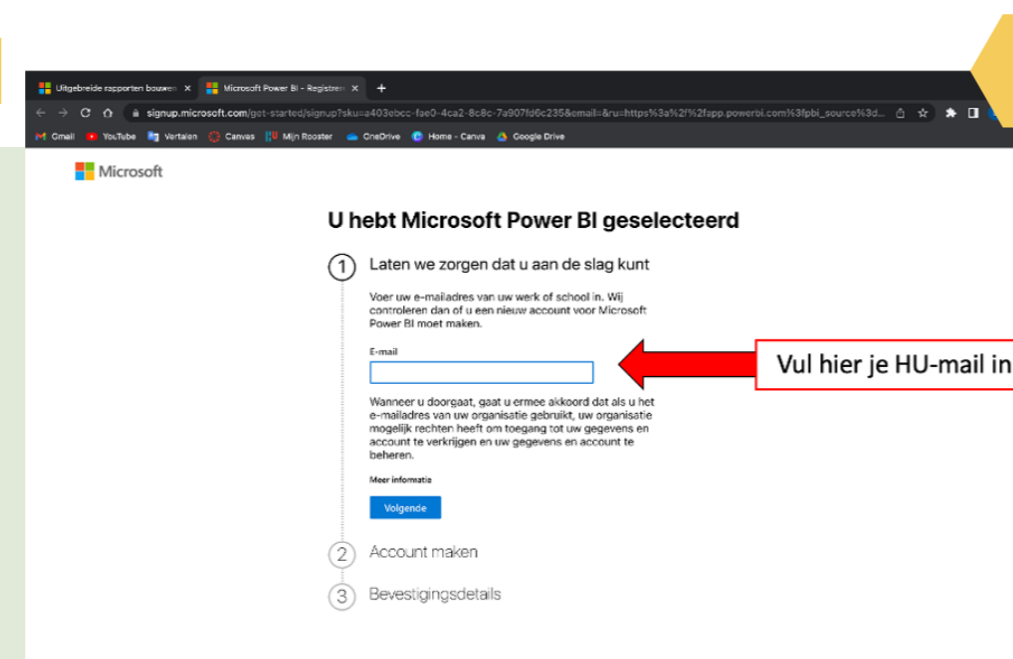 Uitgebreide rapporten bouwen
Microsoft Power BI - Registrere
signup.microsoft.com/get-started/signup?sku=a403ebcc-fae0-4ca2-8c8c-7a907fd6c235&email=&ru=https%3a%2f%2fapp.powerbi.com%3fpbi_source%3d...
Gmail YouTube Vertalen Canvas Mijn Rooster OneDrive Home - Canva Google Drive
Microsoft
U hebt Microsoft Power BI geselecteerd
1 Laten we zorgen dat u aan de slag kunt
Voer uw e-mailadres van uw werk of school in. Wij
controleren dan of u een nieuw account voor Microsoft
Power BI moet maken.
E-mail
Vul hier je HU-mail in
Wanneer u doorgaat, gaat u ermee akkoord dat als u het
e-mailadres van uw organisatie gebruikt, uw organisatie
mogelijk rechten heeft om toegang tot uw gegevens en
account te verkrijgen en uw gegevens en account te
beheren.
Meer informatie
Volgende
2 Account maken
3 Bevestigingsdetails